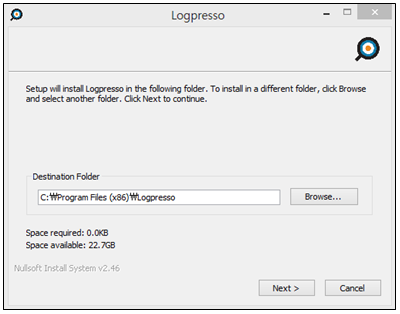 Logpresso
Setup will install Logpresso in the following folder. To install in a different folder, click Browse
and select another folder. Click Next to continue.
Destination Folder
C:₩Program Files (x86)₩Logpresso
Browse...
Space required: 0.0KB
Space available: 22.7GB
Nullsoft Install System v2.46
Next >
Cancel